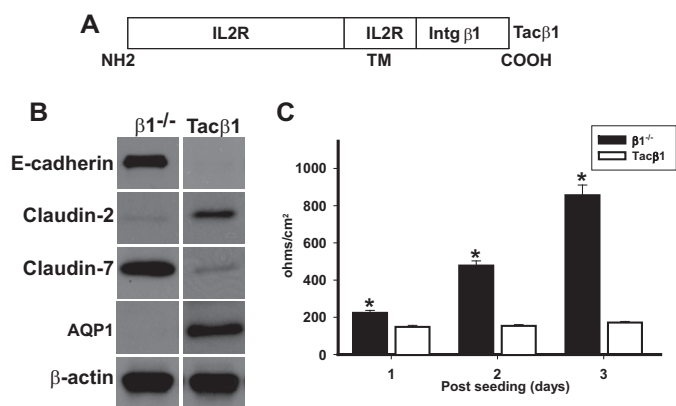 A
IL2R IL2R Intg β1 Tacβ1
NH2 TM COOH
B
β1-/- Tacβ1
E-cadherin
Claudin-2
Claudin-7
AQP1
β-actin
C
β1-/-
Tacβ1
ohms/cm2
1000
800
600
400
200
0
* * *
1 2 3
Post seeding (days)